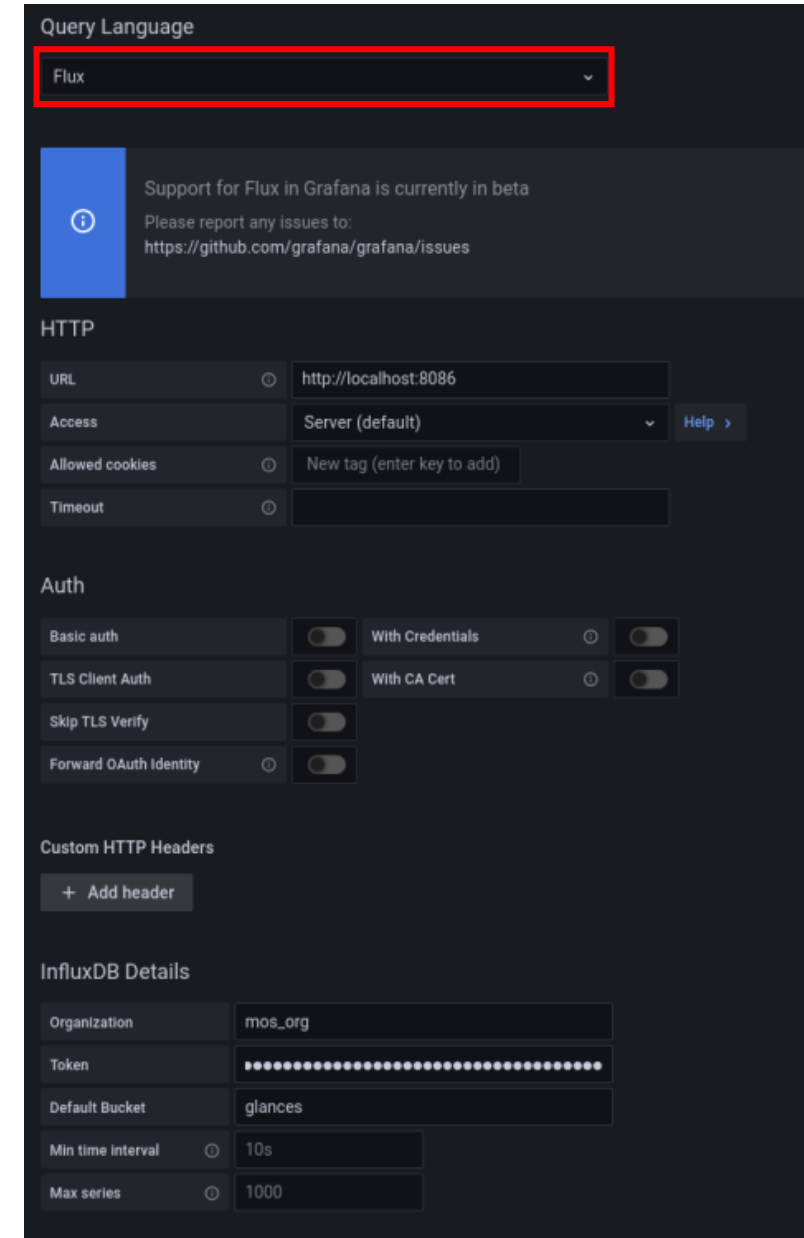 Query Language
Flux
Support for Flux in Grafana is currently in beta
Please report any issues to:
https://github.com/grafana/grafana/issues
HTTP
URL http://localhost:8086
Access Server (default) Help >
Allowed cookies New tag (enter key to add)
Timeout
Auth
Basic auth With Credentials
TLS Client Auth With CA Cert
Skip TLS Verify
Forward OAuth Identity
Custom HTTP Headers
+ Add header
InfluxDB Details
Organization mos_org
Token
Default Bucket glances
Min time interval 10s
Max series 1000